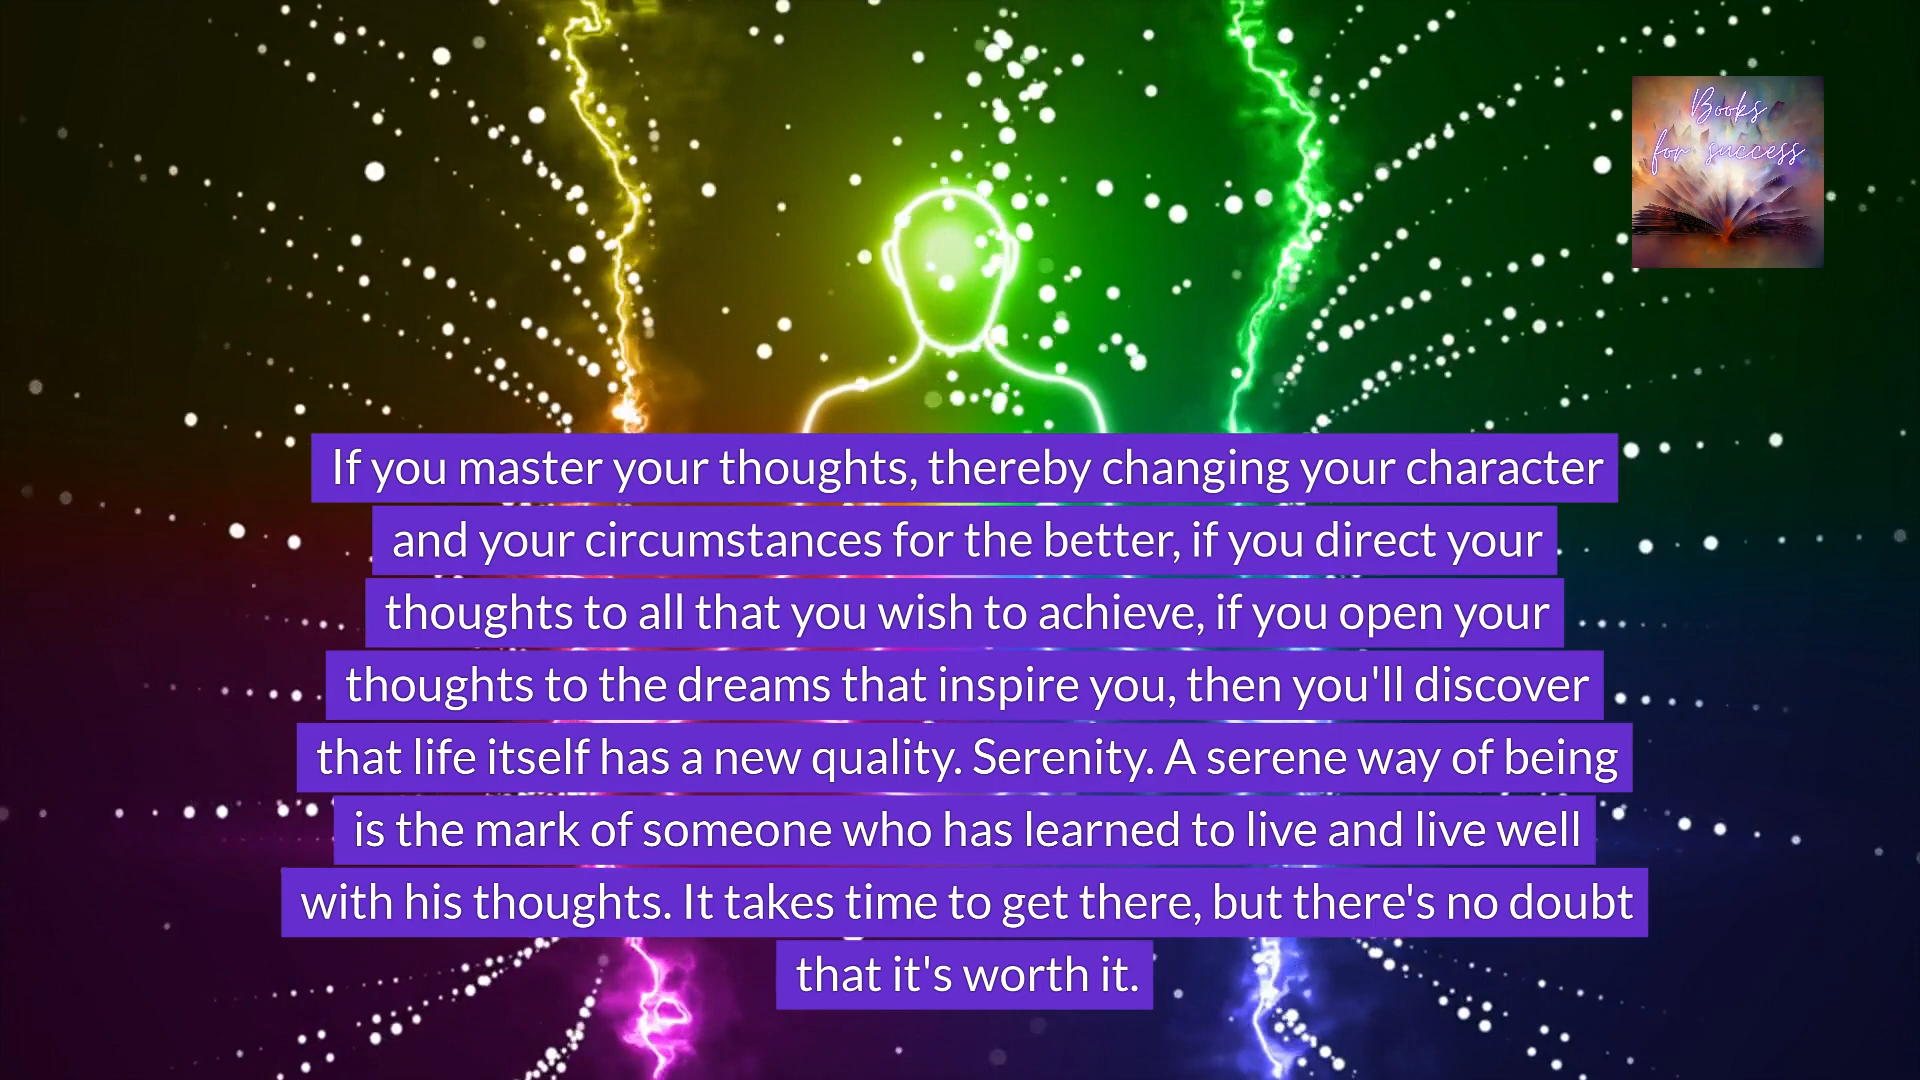 Books
for success
If you master your thoughts, thereby changing your character
and your circumstances for the better, if you direct your
thoughts to all that you wish to achieve, if you open your
thoughts to the dreams that inspire you, then you'll discover
that life itself has a new quality. Serenity. A serene way of being
is the mark of someone who has learned to live and live well
with his thoughts. It takes time to get there, but there's no doubt
that it's worth it.